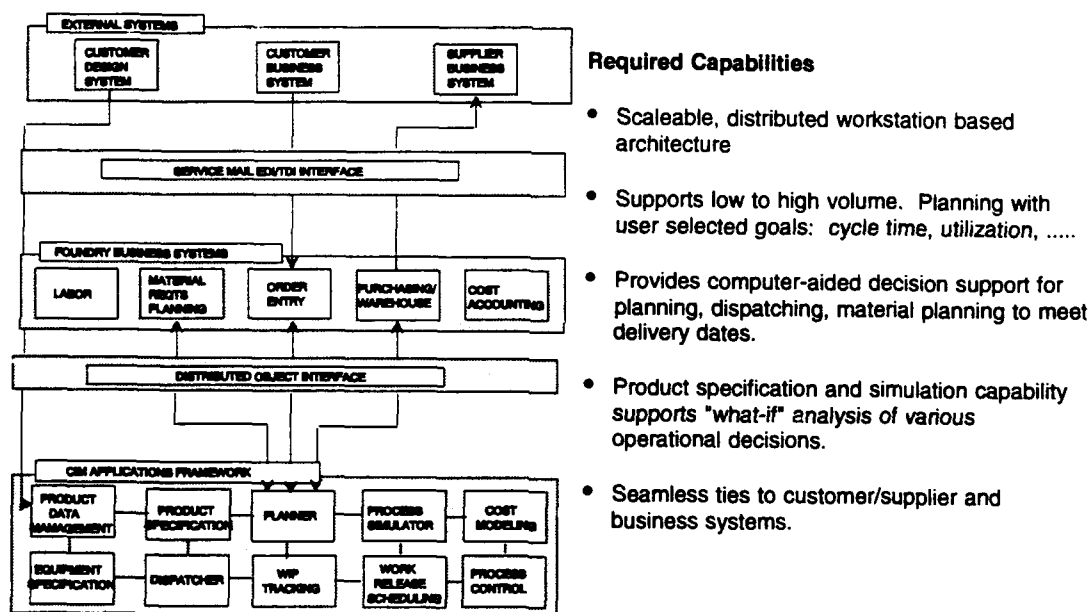 EXTERNAL SYSTEMS
CUSTOMER
DESIGN
SYSTEM
CUSTOMER
BUSINESS
SYSTEM
SUPPLIER
BUSINESS
SYSTEM
SERVICE MAIL EDI/TDI INTERFACE
FOUNDRY BUSINESS SYSTEMS
LABOR
MATERIAL
REQTS
PLANNING
ORDER
ENTRY
PURCHASING/
WAREHOUSE
COST
ACCOUNTING
DISTRIBUTED OBJECT INTERFACE
CIM APPLICATIONS FRAMEWORK
PRODUCT
DATA
MANAGEMENT
PRODUCT
SPECIFICATION
PLANNER
PROCESS
SIMULATOR
COST
MODELING
EQUIPMENT
SPECIFICATION
DISPATCHER
WIP
TRACKING
WORK
RELEASE
SCHEDULING
PROCESS
CONTROL
Required Capabilities
• Scaleable, distributed workstation based
architecture
• Supports low to high volume. Planning with
user selected goals: cycle time, utilization, .....
• Provides computer-aided decision support for
planning, dispatching, material planning to meet
delivery dates.
• Product specification and simulation capability
supports "what-if" analysis of various
operational decisions.
• Seamless ties to customer/supplier and
business systems.